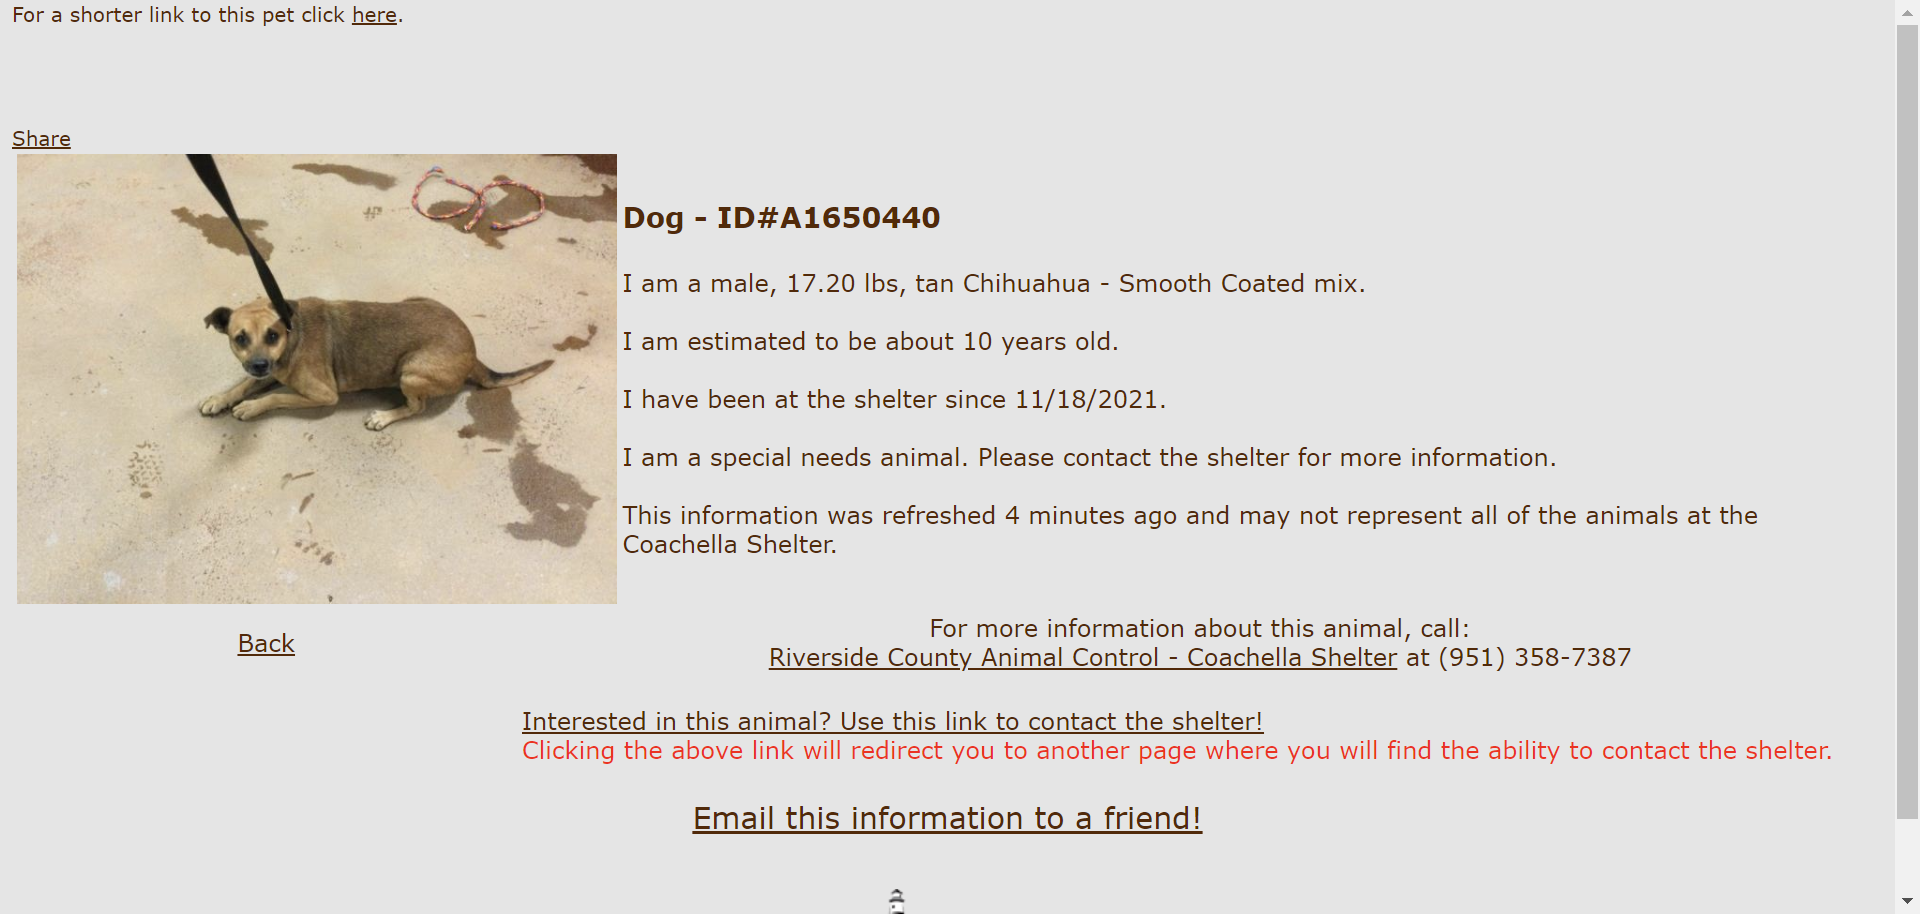 For a shorter link to this pet click here.
Share
Dog - ID#A1650440
I am a male, 17.20 lbs, tan Chihuahua - Smooth Coated mix.
I am estimated to be about 10 years old.
I have been at the shelter since 11/18/2021.
I am a special needs animal. Please contact the shelter for more information.
This information was refreshed 4 minutes ago and may not represent all of the animals at the
Coachella Shelter.
Back
For more information about this animal, call:
Riverside County Animal Control - Coachella Shelter at (951) 358-7387
Interested in this animal? Use this link to contact the shelter!
Clicking the above link will redirect you to another page where you will find the ability to contact the shelter.
Email this information to a friend!